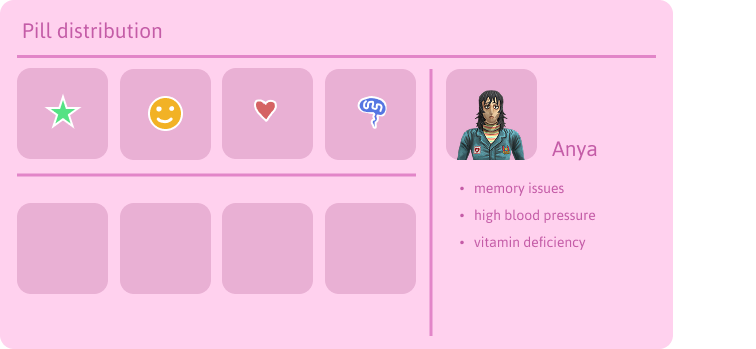 Pill distribution
Anya
• memory issues
• high blood pressure
• vitamin deficiency